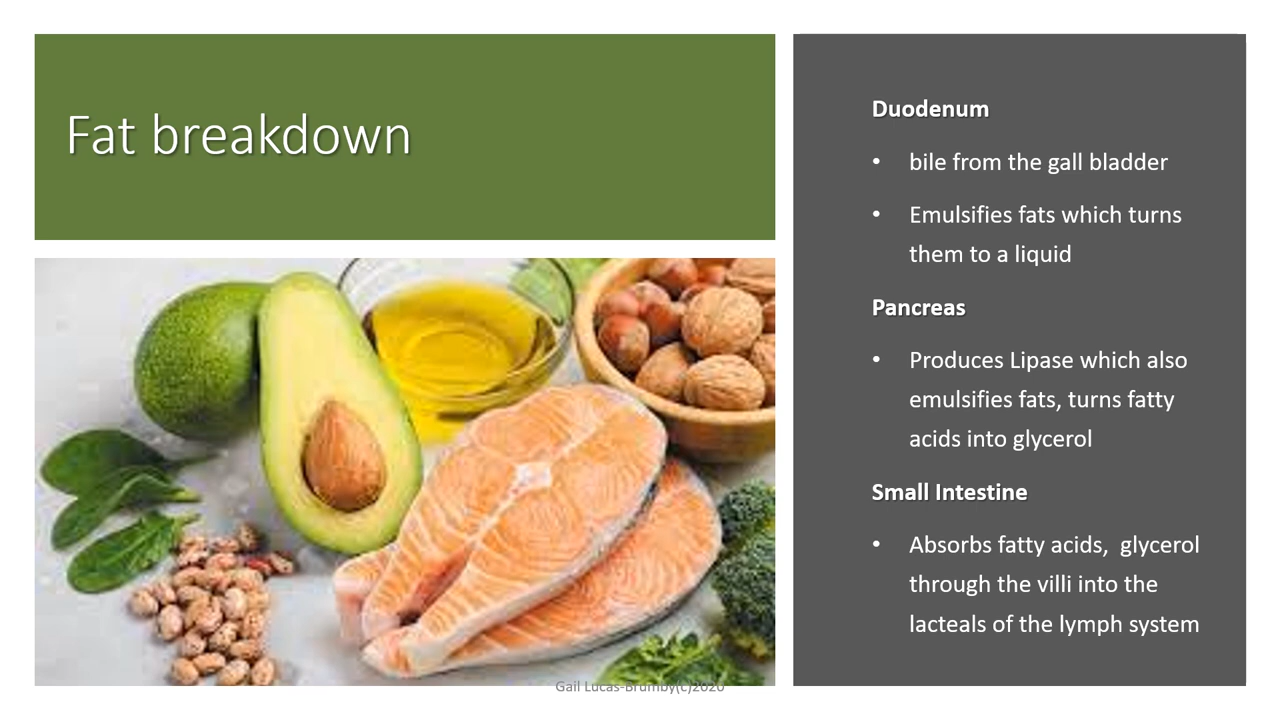 Fat breakdown
Duodenum
• bile from the gall bladder
• Emulsifies fats which turns
them to a liquid
Pancreas
• Produces Lipase which also
emulsifies fats, turns fatty
acids into glycerol
Small Intestine
• Absorbs fatty acids,  glycerol
through the villi into the
lacteals of the lymph system
Gail Lucas-Brumby(c)2020